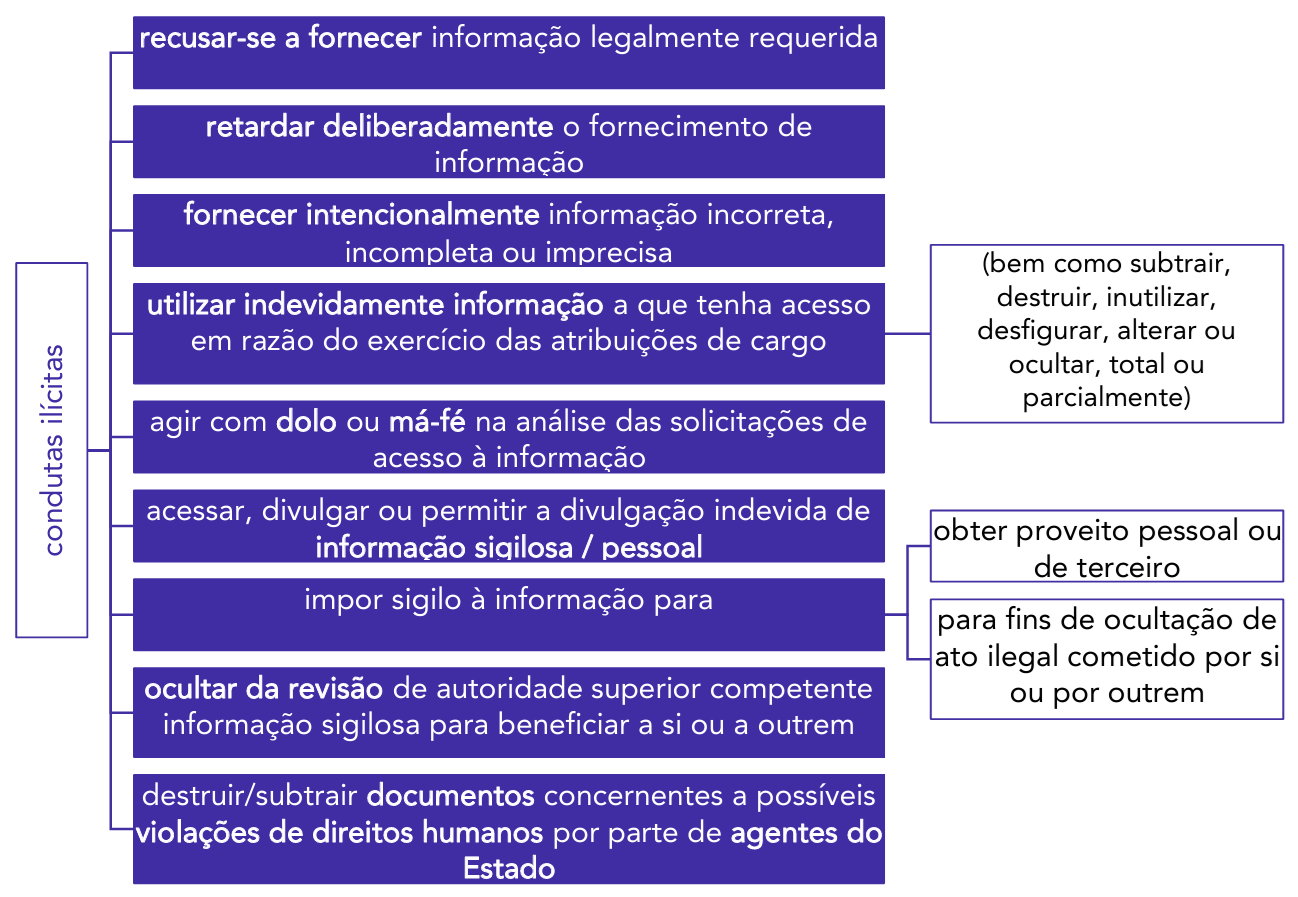 condutas ilícitas
recusar-se a fornecer informação legalmente requerida
retardar deliberadamente o fornecimento de
informação
fornecer intencionalmente informação incorreta,
incompleta ou imprecisa
utilizar indevidamente informação a que tenha acesso
em razão do exercício das atribuições de cargo
(bem como subtrair,
destruir, inutilizar,
desfigurar, alterar ou
ocultar, total ou
parcialmente)
agir com dolo ou má-fé na análise das solicitações de
acesso à informação
acessar, divulgar ou permitir a divulgação indevida de
informação sigilosa / pessoal
impor sigilo à informação para
obter proveito pessoal ou
de terceiro
para fins de ocultação de
ato ilegal cometido por si
ou por outrem
ocultar da revisão de autoridade superior competente
informação sigilosa para beneficiar a si ou a outrem
destruir/subtrair documentos concernentes a possíveis
violações de direitos humanos por parte de agentes do
Estado